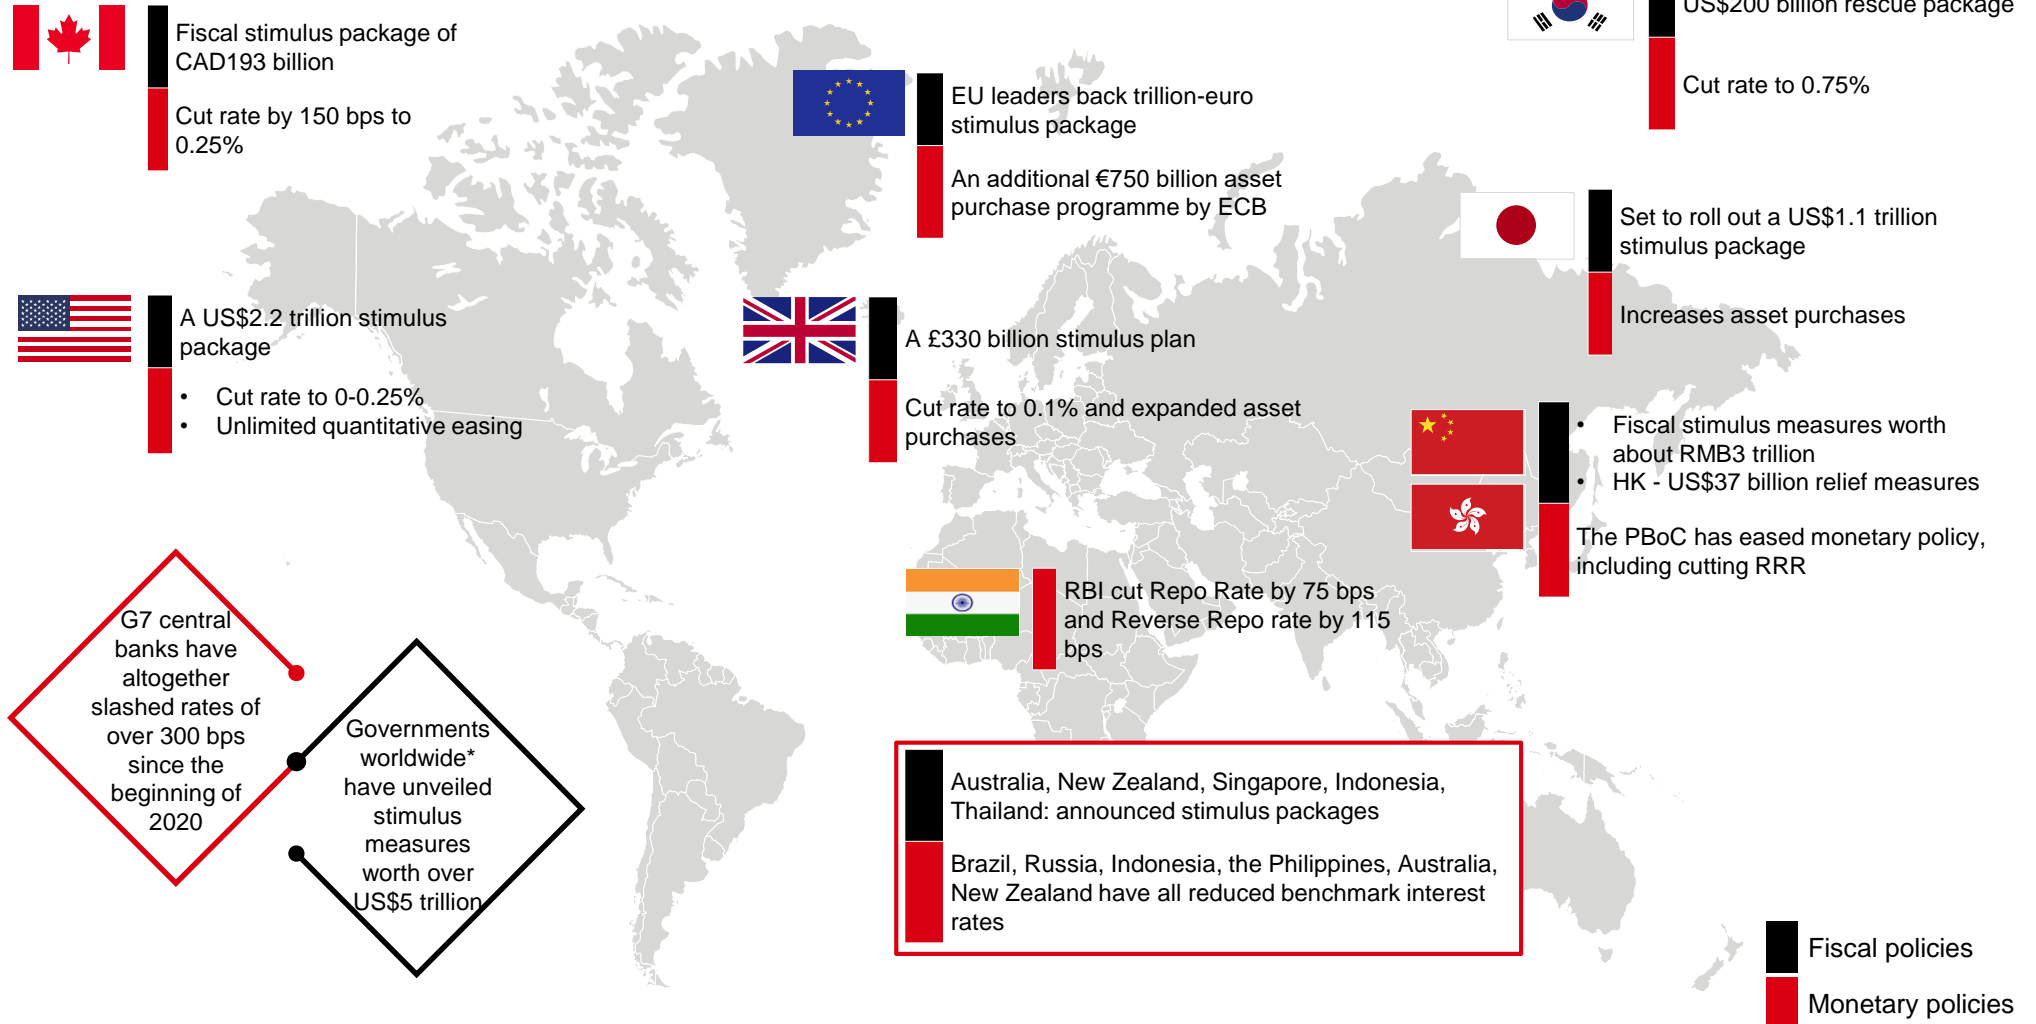 Fiscal stimulus package of
CAD193 billion
Cut rate by 150 bps to
0.25%
A US$2.2 trillion stimulus
package
• Cut rate to 0-0.25%
• Unlimited quantitative easing
EU leaders back trillion-euro
stimulus package
An additional €750 billion asset
purchase programme by ECB
A £330 billion stimulus plan
Cut rate to 0.1% and expanded asset
purchases
US$200 billion rescue package
Cut rate to 0.75%
Set to roll out a US$1.1 trillion
stimulus package
Increases asset purchases
• Fiscal stimulus measures worth
about RMB3 trillion
• HK - US$37 billion relief measures
The PBoC has eased monetary policy,
including cutting RRR
RBI cut Repo Rate by 75 bps
and Reverse Repo rate by 115
bps
G7 central
banks have
altogether
slashed rates of
over 300 bps
since the
beginning of
2020
Governments
worldwide*
have unveiled
stimulus
measures
worth over
US$5 trillion
Australia, New Zealand, Singapore, Indonesia,
Thailand: announced stimulus packages
Brazil, Russia, Indonesia, the Philippines, Australia,
New Zealand have all reduced benchmark interest
rates
Fiscal policies
Monetary policies